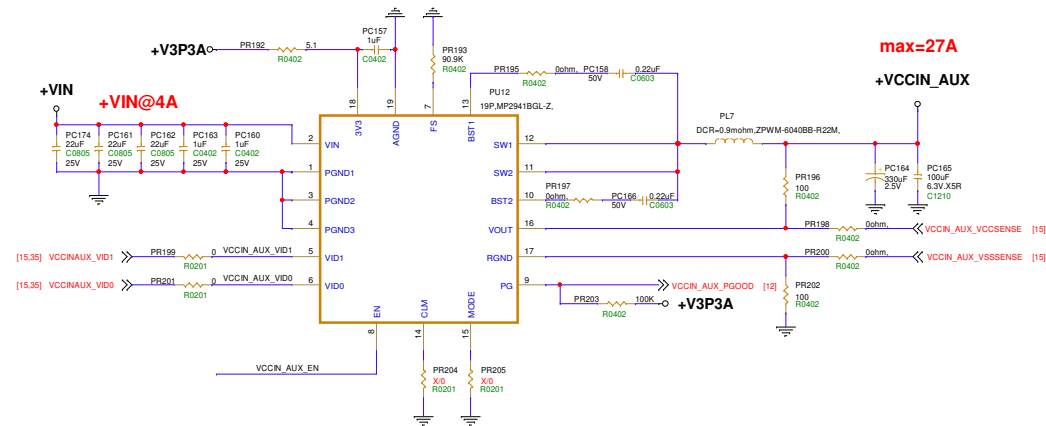 +V3P3A
PR192
5.1
R0402
PC157
1uF
C0402
PR193
90.9K
R0402
max=27A
+VCCIN_AUX
PR195
0ohm,
R0402
PC158
50V
0.22uF
C0603
PU12
19P,MP2941BGL-Z,
+VIN
+VIN@4A
18
19
7
13
3V3
AGND
FS
BST1
PC174
22uF
C0805
25V
PC161
22uF
C0805
25V
PC162
22uF
C0805
25V
PC163
1uF
C0402
25V
PC160
1uF
C0402
25V
2
VIN
1
PGND1
3
PGND2
4
PGND3
5
VID1
6
VID0
SW1
12
SW2
11
BST2
10
VOUT
16
RGND
17
PG
9
PL7
DCR=0.9mohm,ZPWM-6040BB-R22M,
PR197
0ohm,
R0402
PC166
50V
0.22uF
C0603
PR196
100
R0402
PC164
330uF
2.5V
PC165
100uF
6.3V.X5R
C1210
PR198
R0402
0ohm,
VCCIN_AUX_VCCSENSE [15]
PR200
R0402
0ohm,
VCCIN_AUX_VSSSENSE [15]
[15,35] VCCINAUX_VID1
PR199
0
R0201
VCCIN_AUX_VID1
[15,35] VCCINAUX_VID0
PR201
0
R0201
VCCIN_AUX_VID0
VCCIN_AUX_PGOOD [12]
PR203
100K
R0402
+V3P3A
PR202
100
R0402
EN
CLM
MODE
8
14
15
VCCIN_AUX_EN
PR204
X/0
R0201
PR205
X/0
R0201